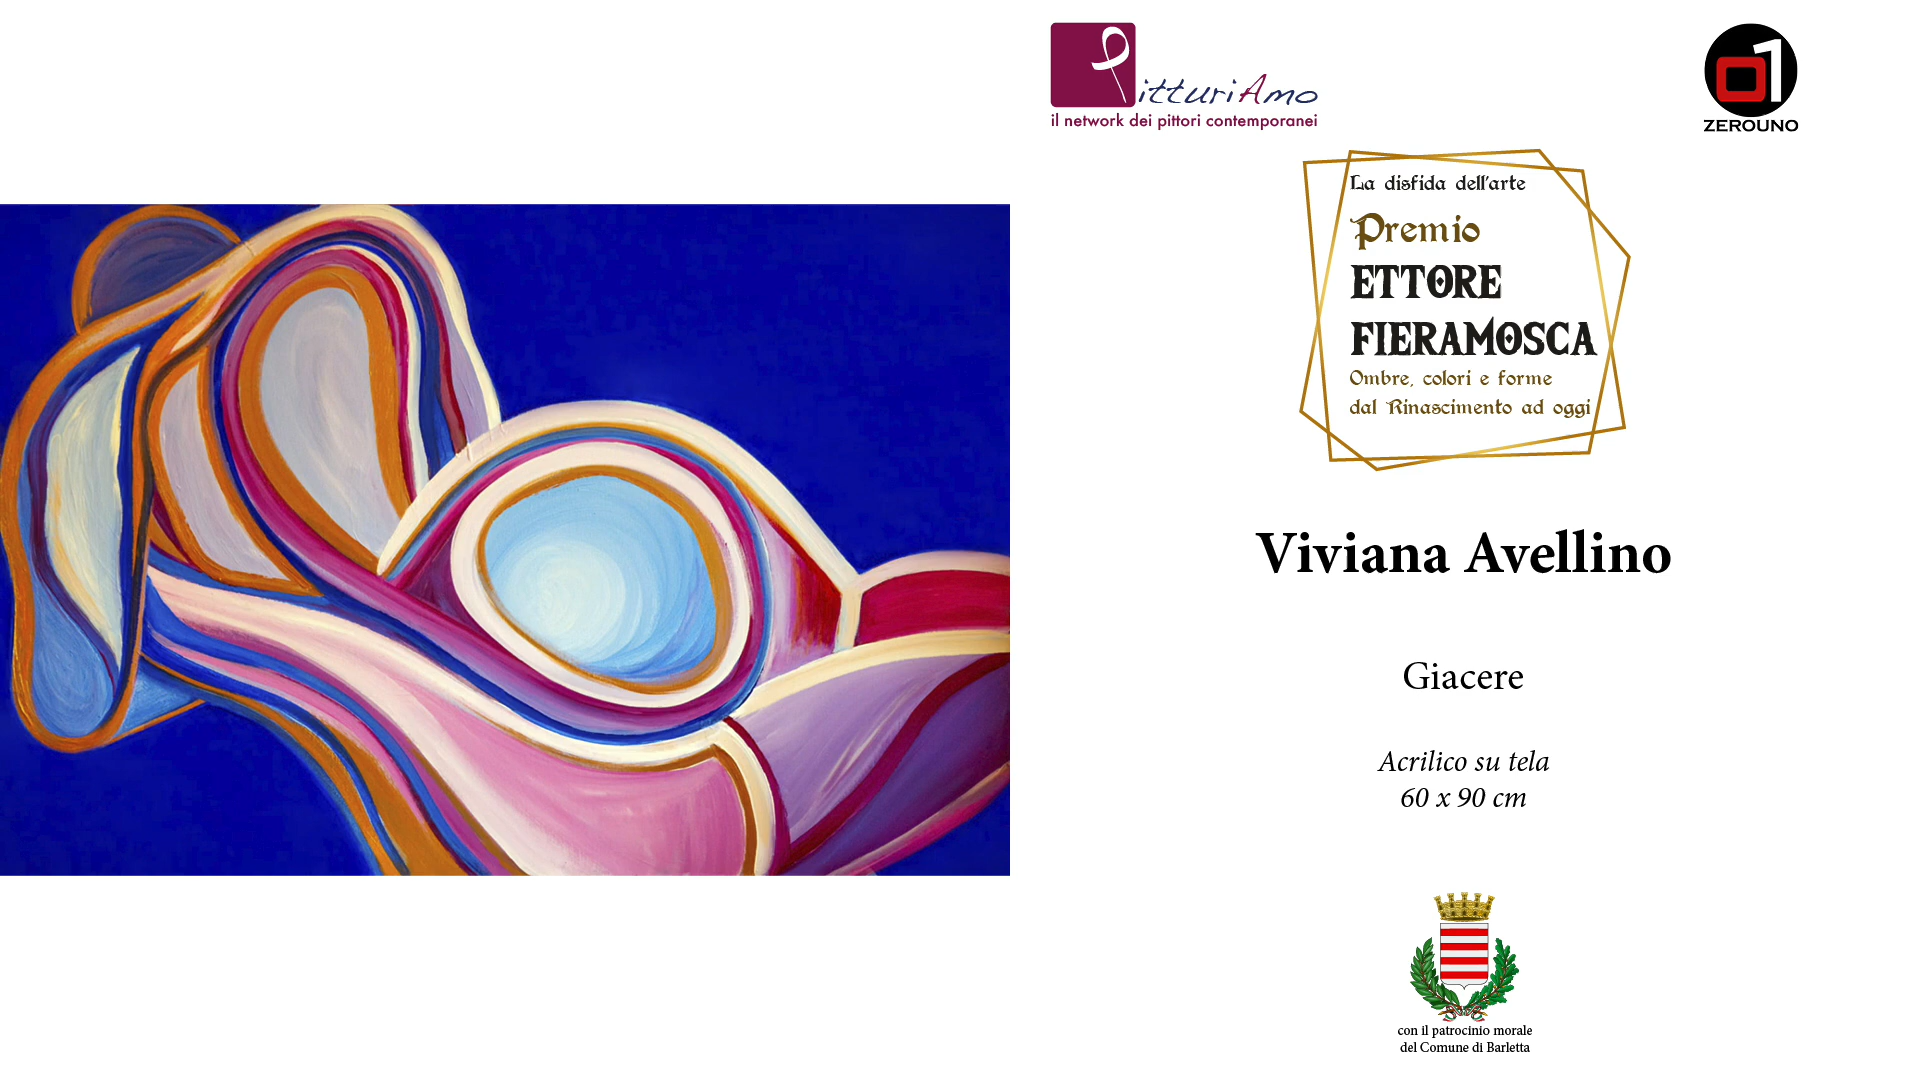 PitturiAmo
il network dei pittori contemporanei
01
ZEROUNO
La disfida dell'arte
Premio
ETTORE
FIERAMOSCA
Ombre, colori e forme
dal Rinascimento ad oggi
Viviana Avellino
Giacere
Acrilico su tela
60 x 90 cm
con il patrocinio morale
del Comune di Barletta